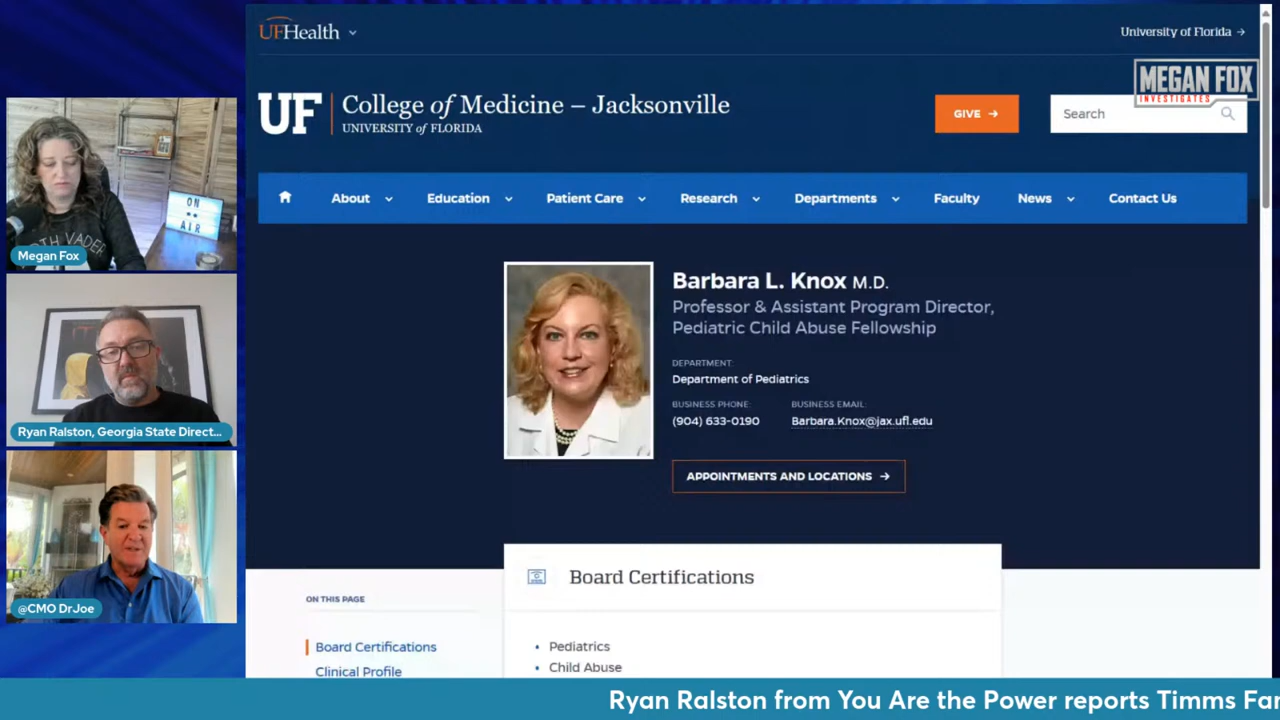 UFHealth
University of Florida →
MEGAN FOX
INVESTIGATES
UF
College of Medicine – Jacksonville
UNIVERSITY of FLORIDA
GIVE →
Search
About
Education
Patient Care
Research
Departments
Faculty
News
Contact Us
ON
AIR
TH VADER
Megan Fox
Ryan Ralston, Georgia State Direct...
@CMO DrJoe
Barbara L. Knox M.D.
Professor & Assistant Program Director,
Pediatric Child Abuse Fellowship
DEPARTMENT:
Department of Pediatrics
BUSINESS PHONE:
(904) 633-0190
BUSINESS EMAIL:
Barbara.Knox@jax.ufl.edu
APPOINTMENTS AND LOCATIONS →
ON THIS PAGE
Board Certifications
Clinical Profile
Board Certifications
• Pediatrics
• Child Abuse
Ryan Ralston from You Are the Power reports Timms Fa